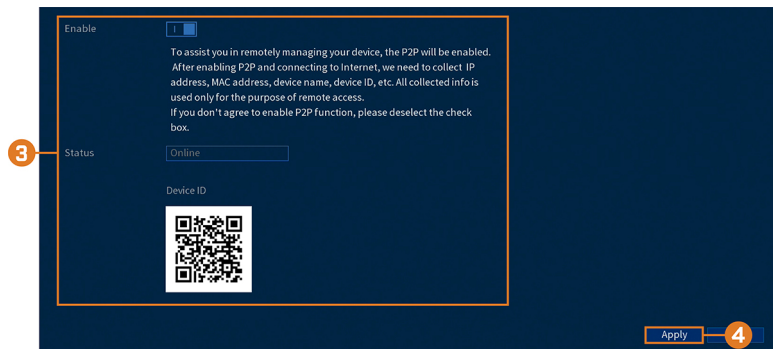 Enable
I
To assist you in remotely managing your device, the P2P will be enabled.
After enabling P2P and connecting to Internet, we need to collect IP
address, MAC address, device name, device ID, etc. All collected info is
used only for the purpose of remote access.
If you don't agree to enable P2P function, please deselect the check
box.
3
Status
Online
Device ID
Apply
4